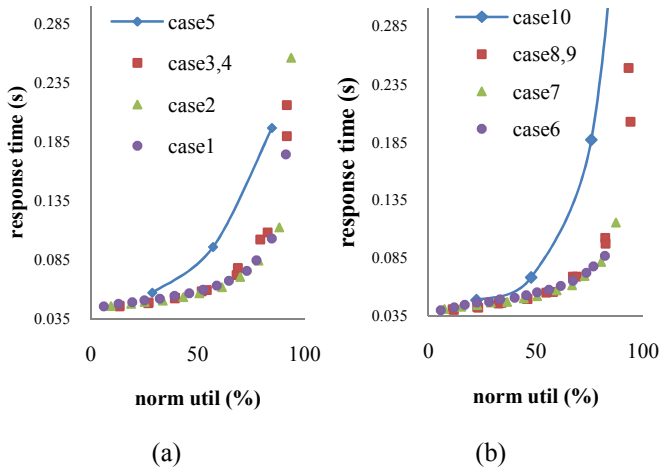 0.285
0.235
0.185
0.135
0.085
0.035
response time (s)
case5
case3,4
case2
case1
0
50
100
norm util (%)
(a)
0.285
0.235
0.185
0.135
0.085
0.035
response time (s)
case10
case8,9
case7
case6
0
50
100
norm util (%)
(b)